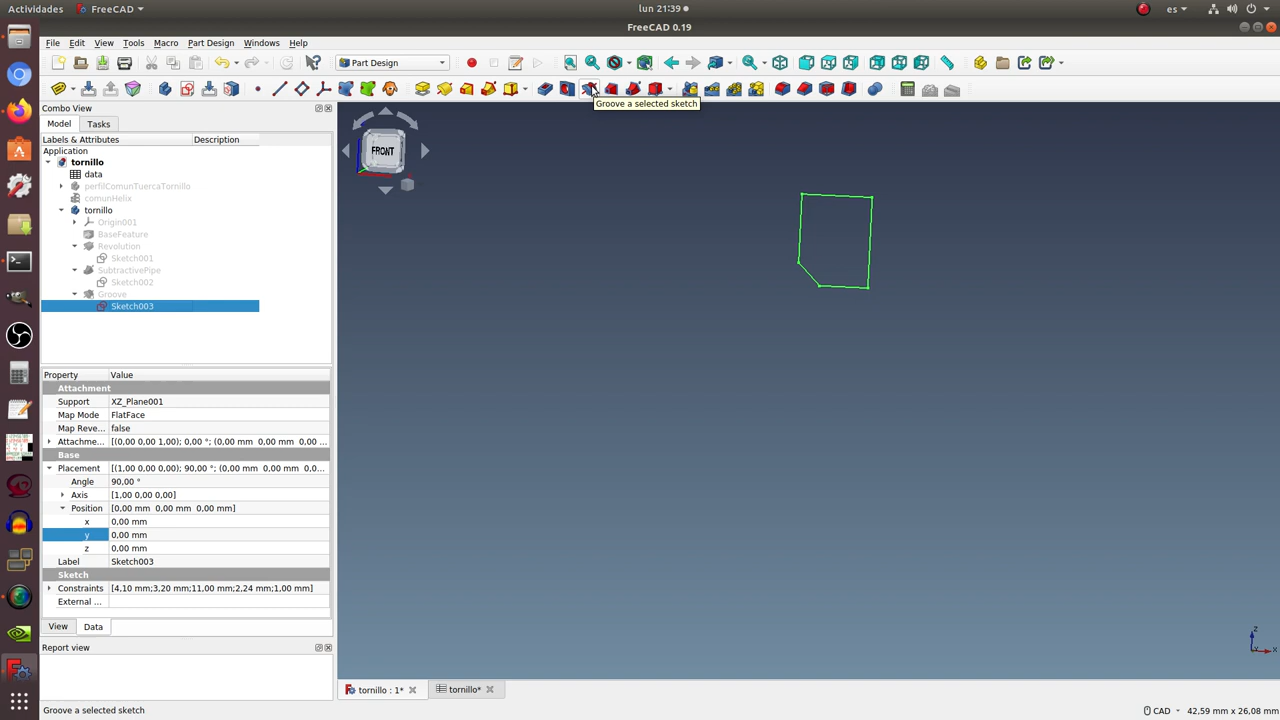 Actividades FreeCAD lun 21:39 es
FreeCAD 0.19
File Edit View Tools Macro Part Design Windows Help
Part Design
Groove a selected sketch
Combo View
Model Tasks
Labels & Attributes Description
Application
tornillo
data
perfilComunTuercaTornillo
comunHelix
tornillo
Origin001
BaseFeature
Revolution
Sketch001
SubtractivePipe
Sketch002
Groove
Sketch003
FRONT
Property Value
Attachment
Support XZ_Plane001
Map Mode FlatFace
Map Reve... false
Attachme... [(0,00 0,00 1,00); 0,00 °; (0,00 mm 0,00 mm 0,00 ...
Base
Placement [(1,00 0,00 0,00); 90,00 °; (0,00 mm 0,00 mm 0,0...
Angle 90,00 °
Axis [1,00 0,00 0,00]
Position [0,00 mm 0,00 mm 0,00 mm]
x 0,00 mm
y 0,00 mm
z 0,00 mm
Label Sketch003
Sketch
Constraints [4,10 mm;3,20 mm;11,00 mm;2,24 mm;1,00 mm]
External ...
View Data
Report view
z
x
tornillo : 1* tornillo*
Groove a selected sketch CAD 42,59 mm x 26,08 mm